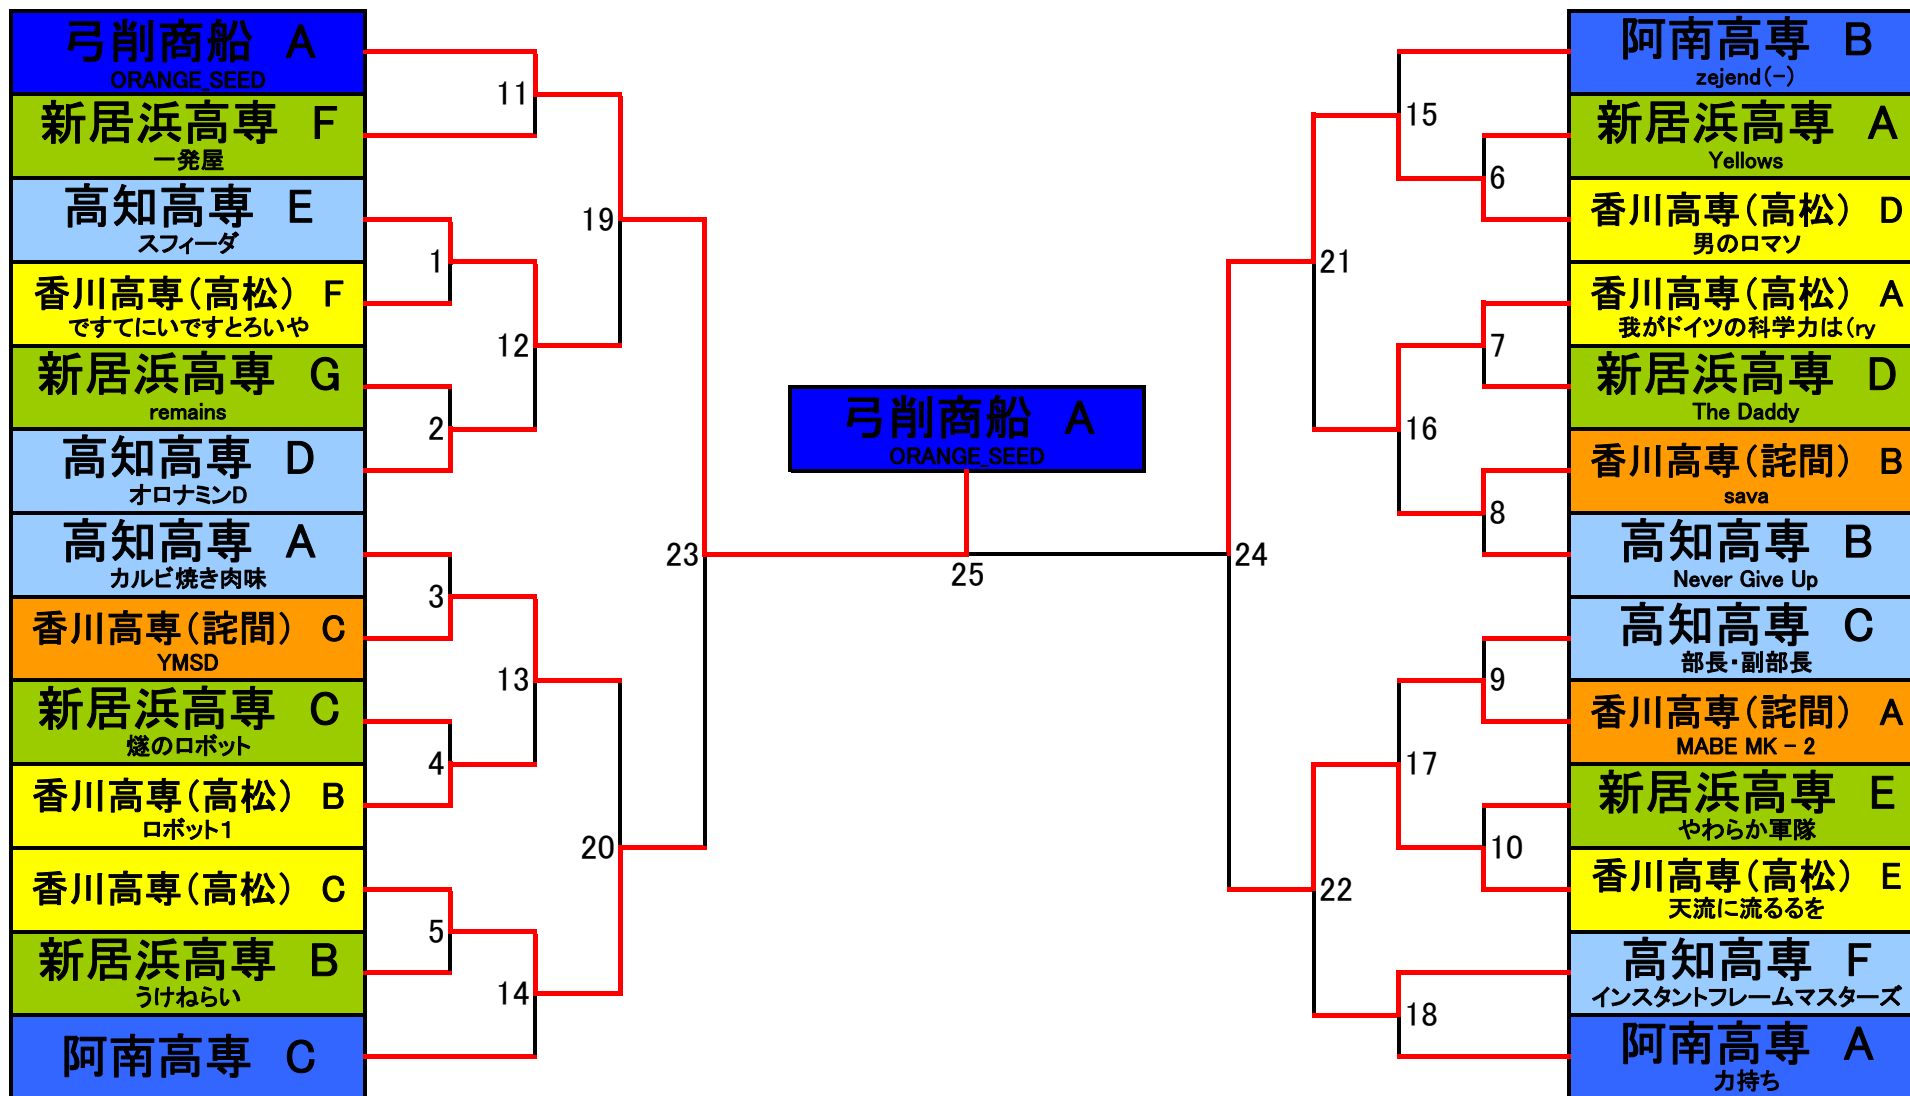 弓削商船 A
ORANGE_SEED
新居浜高専 F
一発屋
高知高専 E
スフィーダ
香川高専(高松) F
ですてにいですとろいや
新居浜高専 G
remains
高知高専 D
オロナミンD
高知高専 A
カルビ焼き肉味
香川高専(詫間) C
YMSD
新居浜高専 C
燧のロボット
香川高専(高松) B
ロボット1
香川高専(高松) C
新居浜高専 B
うけねらい
阿南高専 C
11
1
2
3
4
5
12
13
14
19
20
23
弓削商船 A
ORANGE_SEED
25
24
21
22
15
16
17
18
6
7
8
9
10
阿南高専 B
zejend(-)
新居浜高専 A
Yellows
香川高専(高松) D
男のロマソ
香川高専(高松) A
我がドイツの科学力は(ry
新居浜高専 D
The Daddy
香川高専(詫間) B
sava
高知高専 B
Never Give Up
高知高専 C
部長・副部長
香川高専(詫間) A
MABE MK - 2
新居浜高専 E
やわらか軍隊
香川高専(高松) E
天流に流るるを
高知高専 F
インスタントフレームマスターズ
阿南高専 A
力持ち